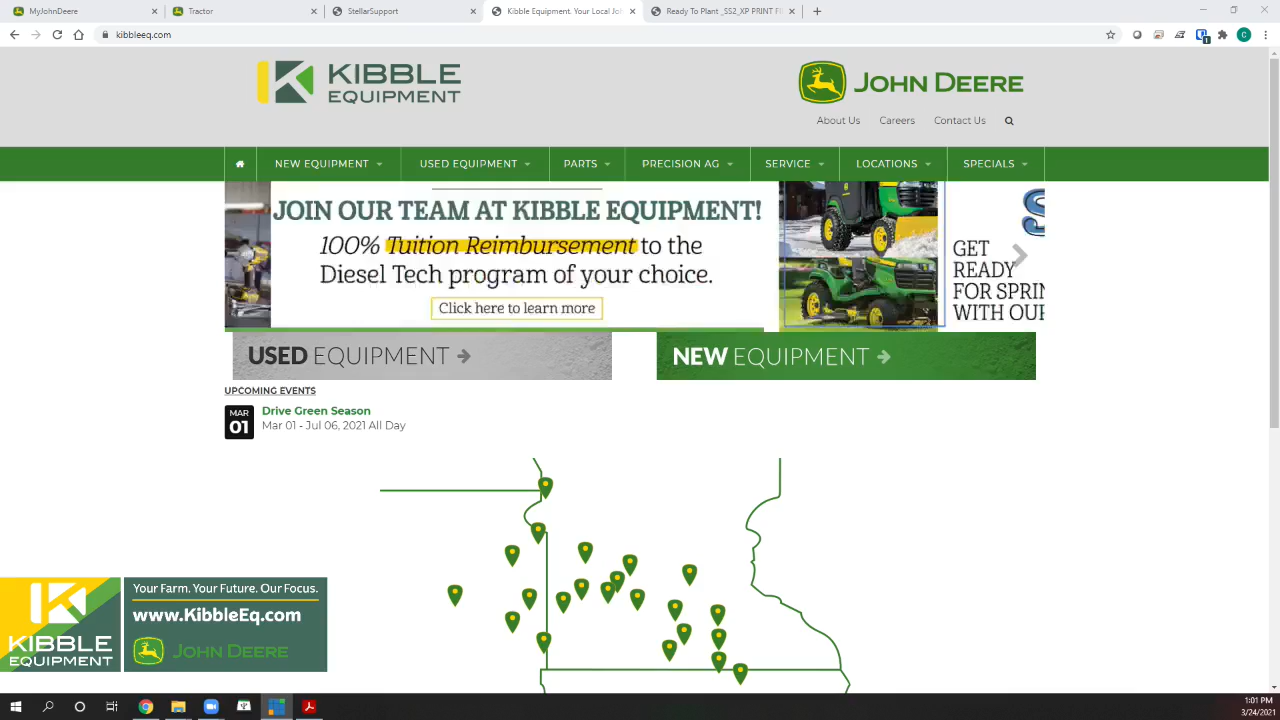 MyJohnDeere
Tractor
StellarSupport
Kibble Equipment. Your Local Joh
Ready To Plant _SS2_XP PRINT FI
kibbleeq.com
1
C
KIBBLE
EQUIPMENT
JOHN DEERE
About Us
Careers
Contact Us
NEW EQUIPMENT
USED EQUIPMENT
PARTS
PRECISION AG
SERVICE
LOCATIONS
SPECIALS
JOIN OUR TEAM AT KIBBLE EQUIPMENT!
100% Tuition Reimbursement to the
Diesel Tech program of your choice.
Click here to learn more
GET
READY
FOR SPRIN
WITH OUR
USED EQUIPMENT
NEW EQUIPMENT
UPCOMING EVENTS
MAR
01
Drive Green Season
Mar 01 - Jul 06, 2021 All Day
KIBBLE
EQUIPMENT
Your Farm. Your Future. Our Focus.
www.KibbleEq.com
JOHN DEERE
1:01 PM
3/24/2021